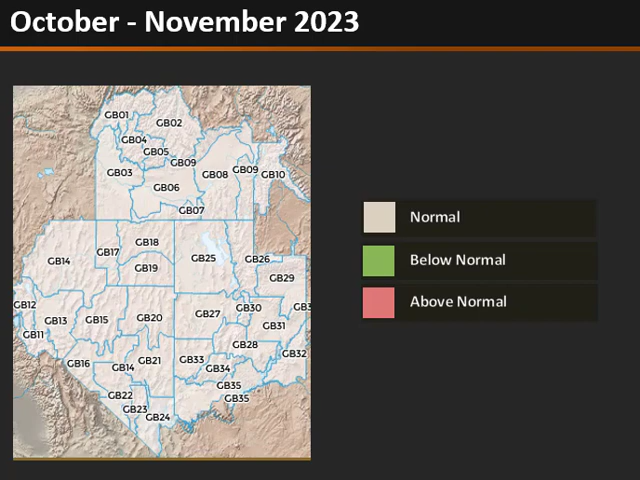 October - November 2023
GB01
GB02
GB04
GB05
GB09
GB03
GB08
GB09
GB10
GB06
GB07
GB17
GB18
GB14
GB25
GB26
GB19
GB29
GB12
GB30
GB13
GB15
GB20
GB27
GB31
GB11
GB28
GB32
GB16
GB14
GB21
GB33
GB34
GB22
GB35
GB35
GB23
GB24
Normal
Below Normal
Above Normal